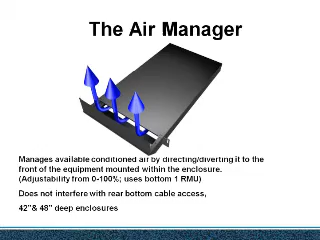 The Air Manager
Manages available conditioned air by directing/diverting it to the
front of the equipment mounted within the enclosure.
(Adjustability from 0-100%; uses bottom 1 RMU)
Does not interfere with rear bottom cable access,
42"& 48" deep enclosures